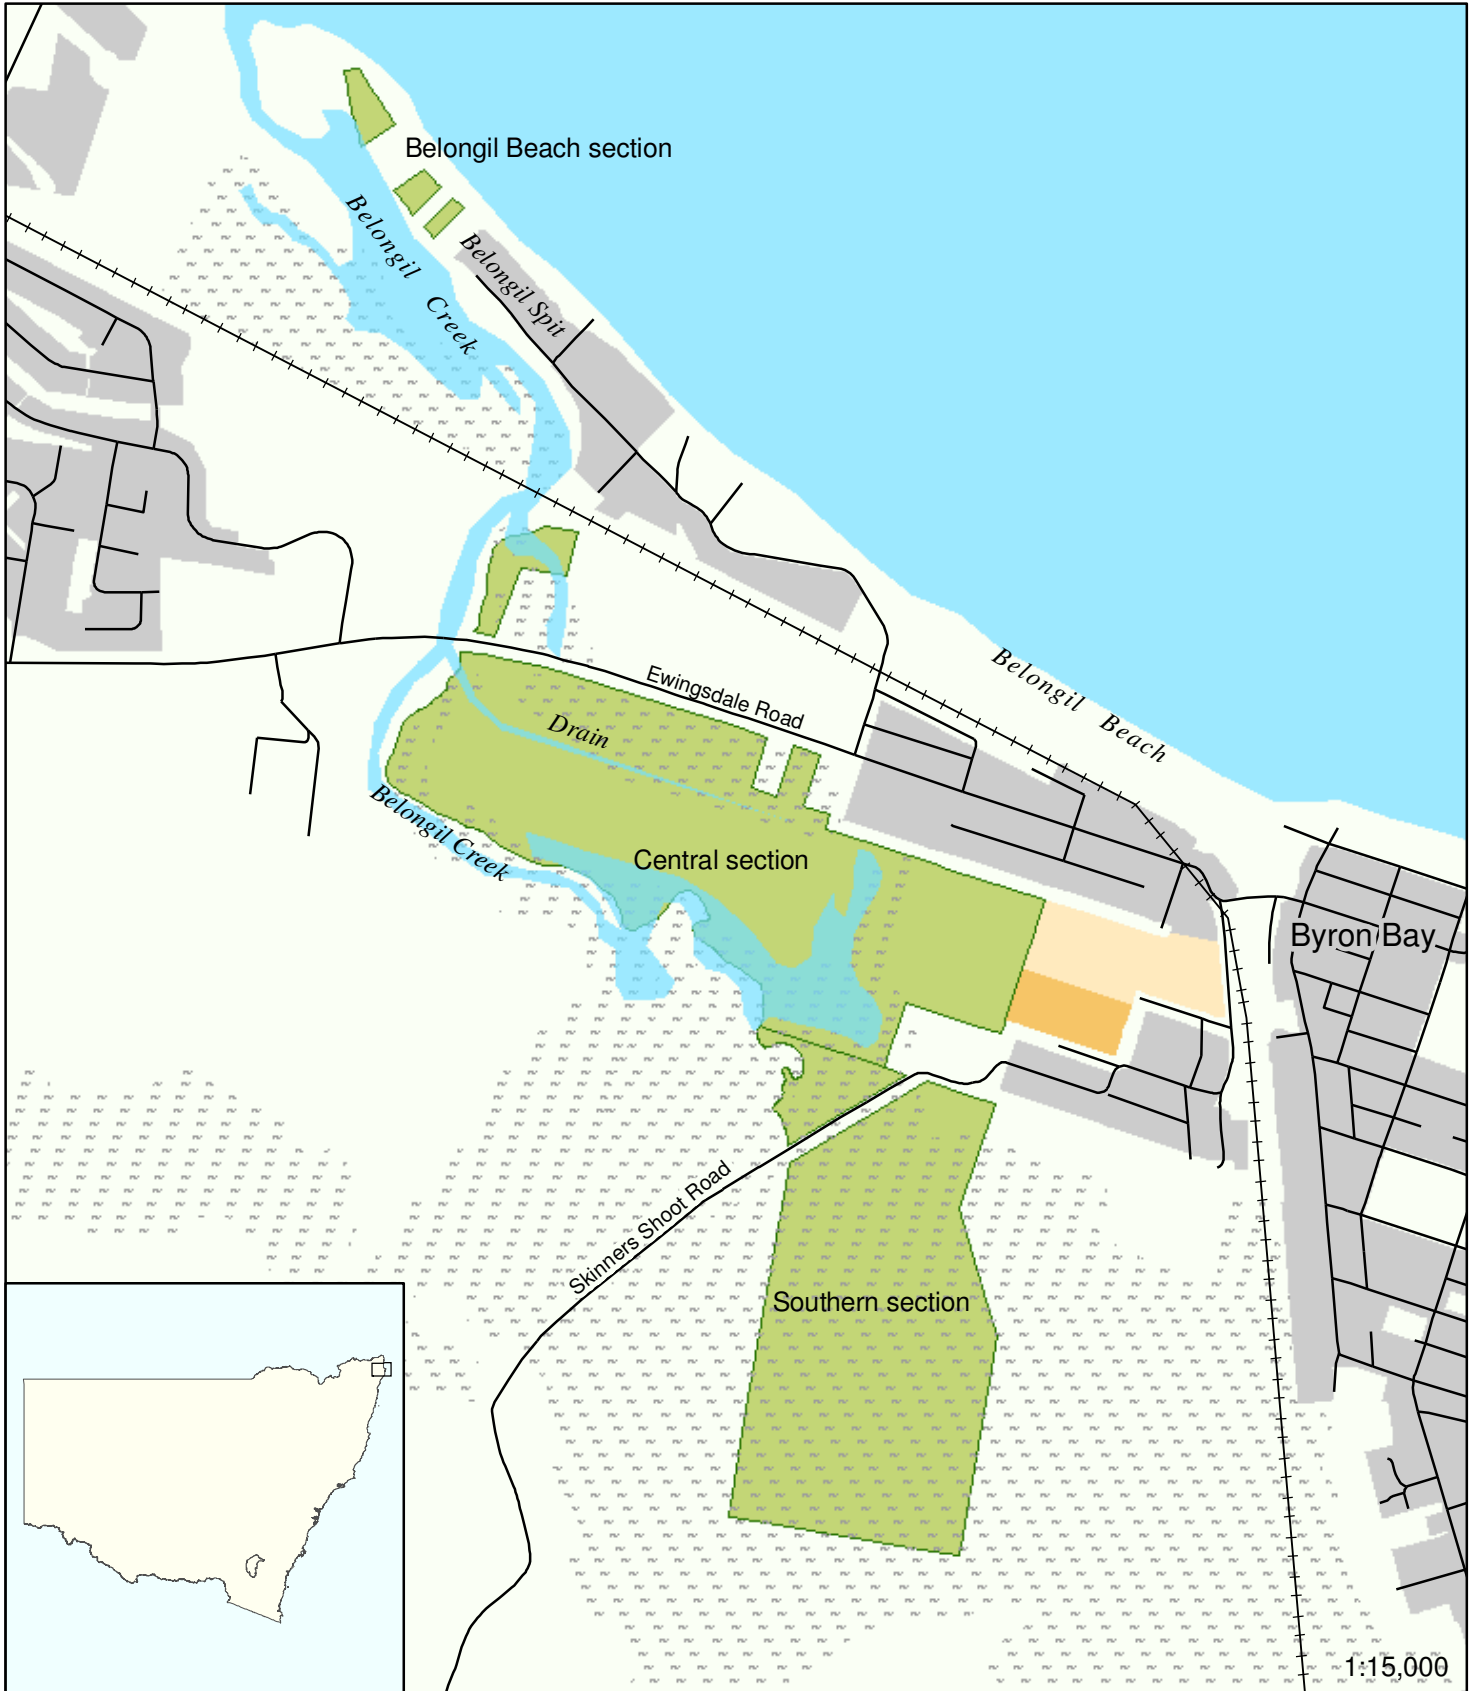 Belongil Beach section
Belongil Creek
Belongil Spit
Ewingsdale Road
Belongil Beach
Drain
Belongil Creek
Central section
Byron Bay
Skinners Shoot Road
Southern section
1:15,000